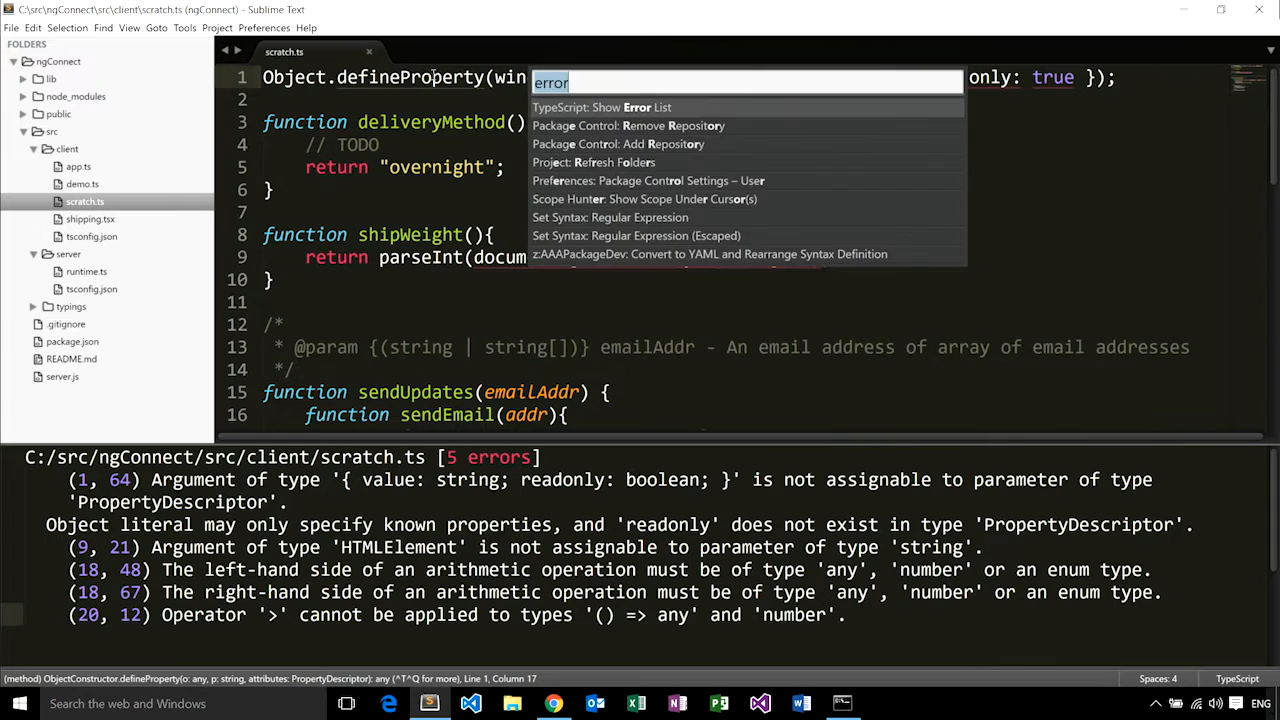 C:\src\ngConnect\src\client\scratch.ts (ngConnect) - Sublime Text
File Edit Selection Find View Goto Tools Project Preferences Help
FOLDERS
ngConnect
lib
node_modules
public
src
client
app.ts
demo.ts
scratch.ts
shipping.tsx
tsconfig.json
server
runtime.ts
tsconfig.json
typings
.gitignore
package.json
README.md
server.js
scratch.ts
1 Object.defineProperty(win only: true });
2
3 function deliveryMethod()
4 // TODO
5 return "overnight";
6 }
7
8 function shipWeight(){
9 return parseInt(docum
10 }
11
12 /*
13 * @param {(string | string[])} emailAddr - An email address of array of email addresses
14 */
15 function sendUpdates(emailAddr) {
16 function sendEmail(addr){
error
TypeScript: Show Error List
Package Control: Remove Repository
Package Control: Add Repository
Project: Refresh Folders
Preferences: Package Control Settings – User
Scope Hunter: Show Scope Under Cursor(s)
Set Syntax: Regular Expression
Set Syntax: Regular Expression (Escaped)
z:AAAPackageDev: Convert to YAML and Rearrange Syntax Definition
C:/src/ngConnect/src/client/scratch.ts [5 errors]
(1, 64) Argument of type '{ value: string; readonly: boolean; }' is not assignable to parameter of type
'PropertyDescriptor'.
Object literal may only specify known properties, and 'readonly' does not exist in type 'PropertyDescriptor'.
(9, 21) Argument of type 'HTMLElement' is not assignable to parameter of type 'string'.
(18, 48) The left-hand side of an arithmetic operation must be of type 'any', 'number' or an enum type.
(18, 67) The right-hand side of an arithmetic operation must be of type 'any', 'number' or an enum type.
(20, 12) Operator '>' cannot be applied to types '() => any' and 'number'.
(method) ObjectConstructor.defineProperty(o: any, p: string, attributes: PropertyDescriptor): any (^T^Q for more), Line 1, Column 17
Spaces: 4
TypeScript
Search the web and Windows
ENG